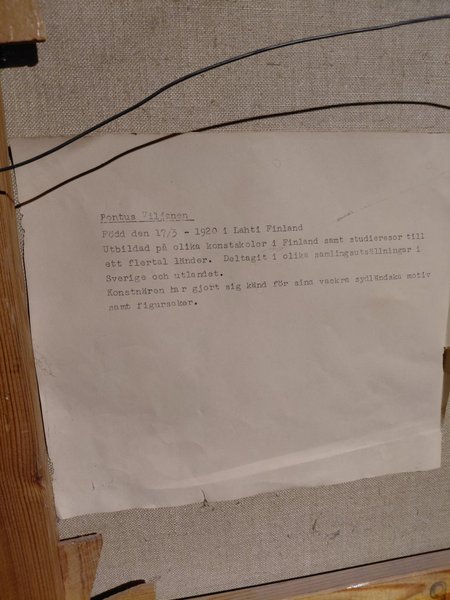 Pontus Viljanen
Född den 17/3 - 1920 i Lahti Finland
Utbildad på olika konstskolor i Finland samt studieresor till
ett flertal länder. Deltagit i olika samlingsutställningar i
Sverige och utlandet.
Konstnären har gjort sig känd för sina vackra sydländska motiv
samt figursaker.